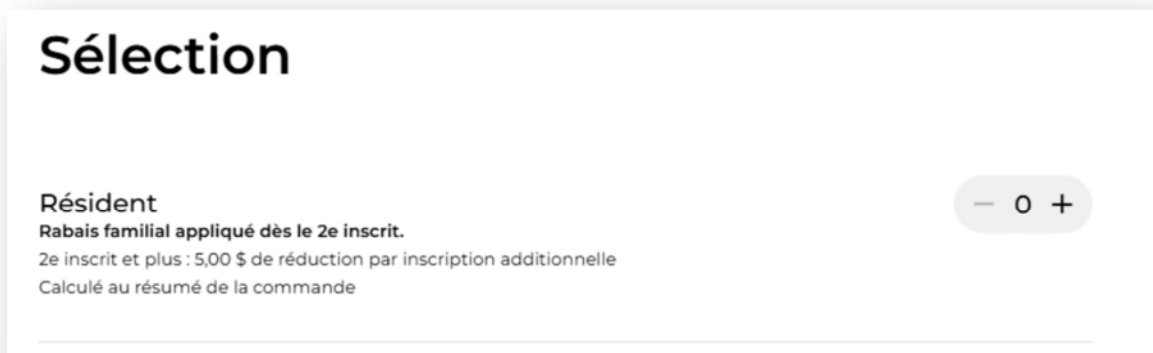 Sélection
Résident
Rabais familial appliqué dès le 2e inscrit.
2e inscrit et plus : 5,00 $ de réduction par inscription additionnelle
Calculé au résumé de la commande
− 0 +